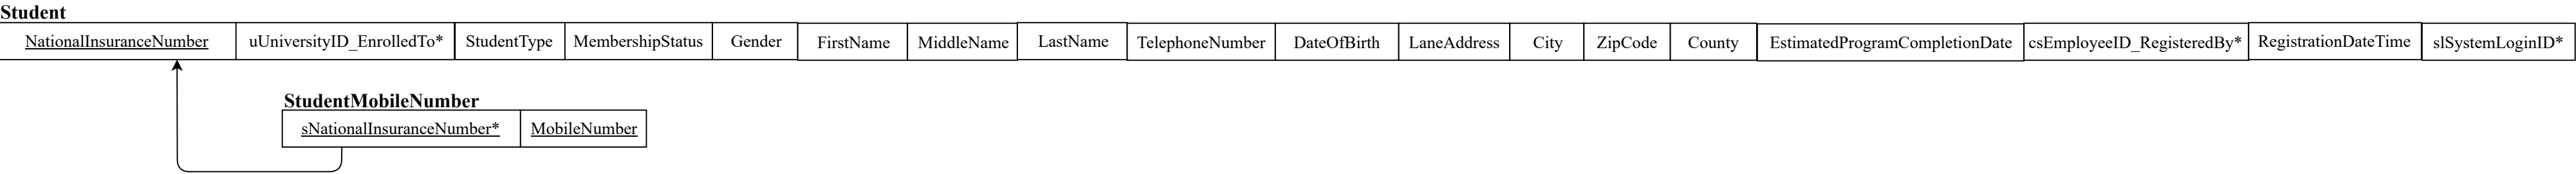 Student
NationalInsuranceNumber uUniversityID_EnrolledTo* StudentType MembershipStatus Gender FirstName MiddleName LastName TelephoneNumber DateOfBirth LaneAddress City ZipCode County EstimatedProgramCompletionDate csEmployeeID_RegisteredBy* RegistrationDateTime slSystemLoginID*
StudentMobileNumber
sNationalInsuranceNumber* MobileNumber